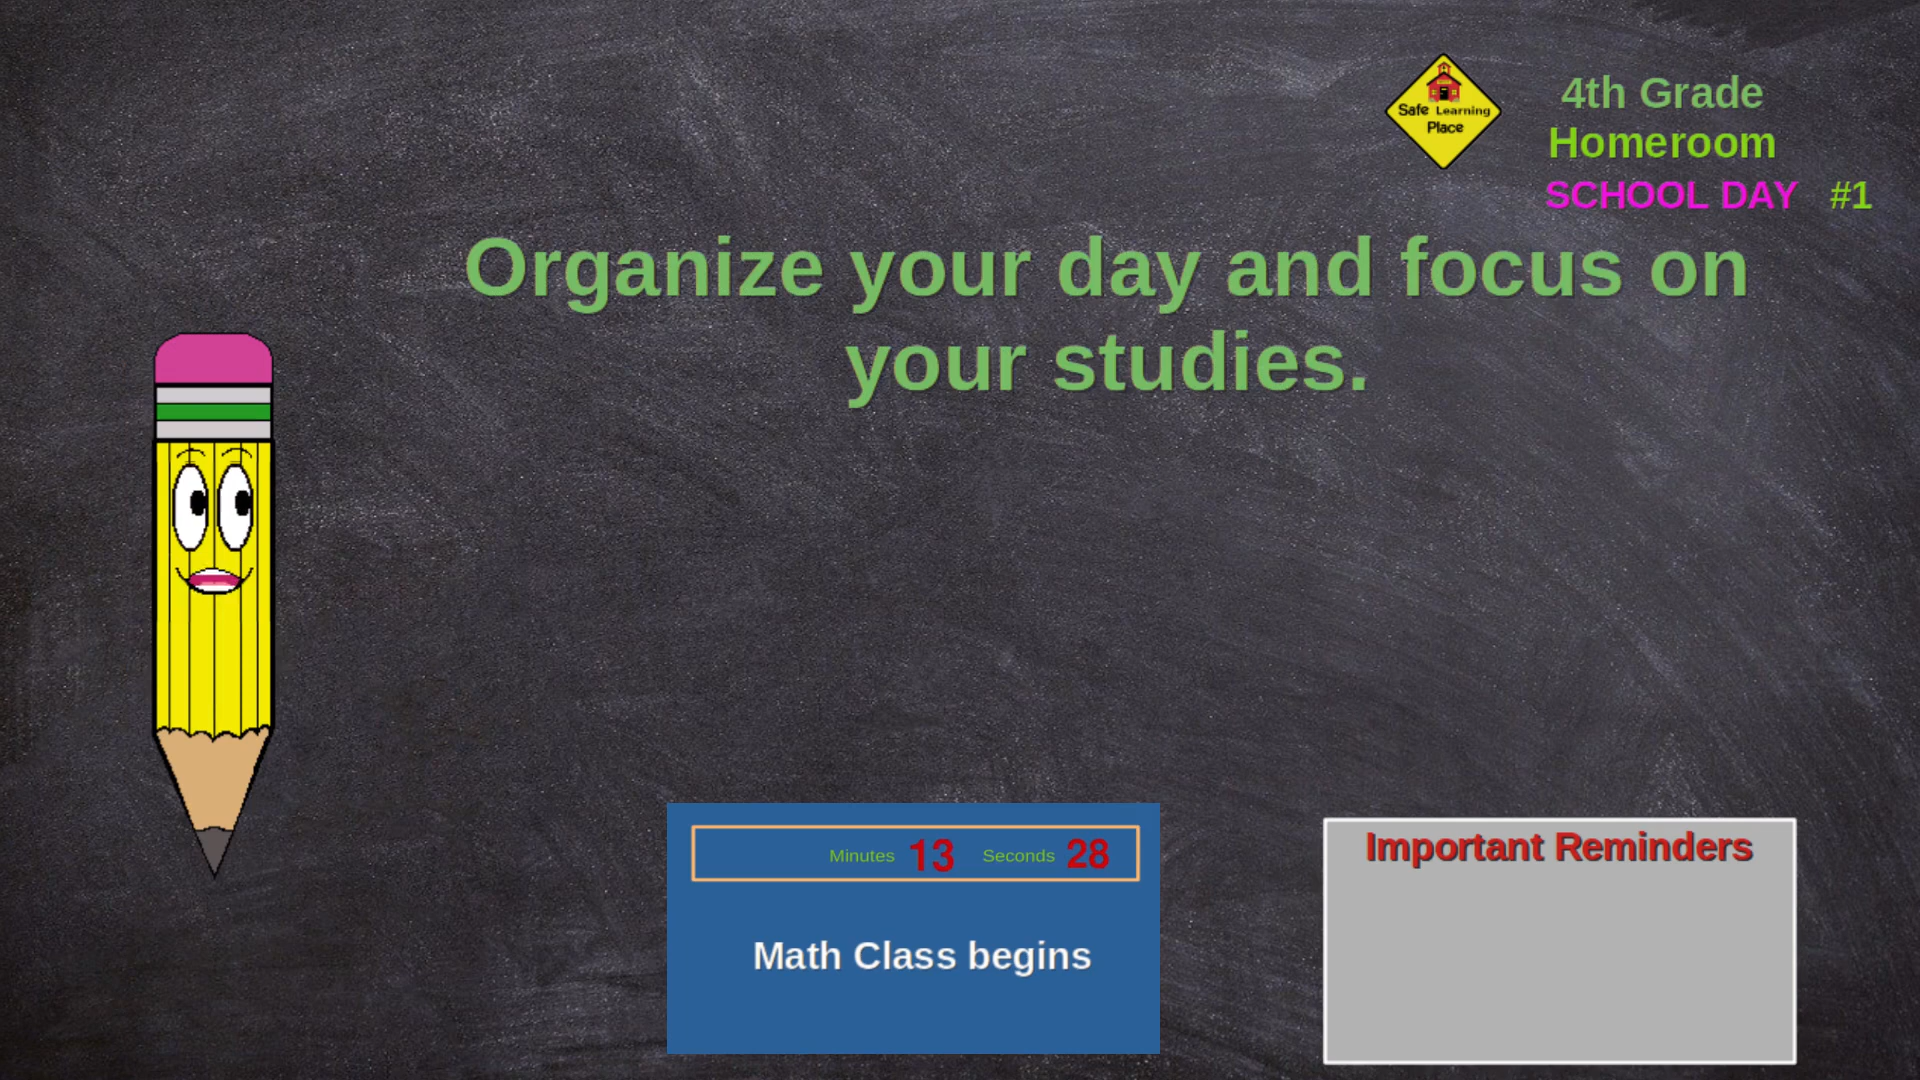 Safe Learning
Place
4th Grade
Homeroom
SCHOOL DAY #1
Organize your day and focus on
your studies.
Minutes 13 Seconds 28
Math Class begins
Important Reminders